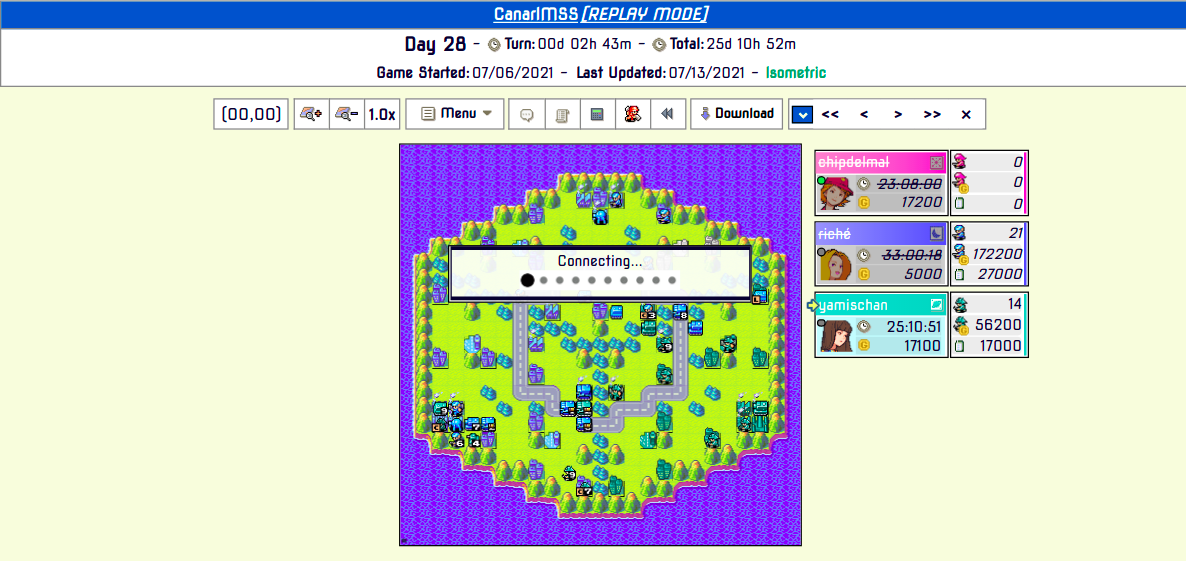 CanarIMSS [REPLAY MODE]
Day 28 - Turn: 00d 02h 43m - Total: 25d 10h 52m
Game Started: 07/06/2021 - Last Updated: 07/13/2021 - Isometric
(00,00) 1.0x Menu Download << < > >> ×
ohipdelmal 0
23:08:00 G 0
G 17200 0
riché 21
33:00:18 G 172200
G 5000 27000
yamischan 14
25:10:51 G 56200
G 17100 17000
Connecting...